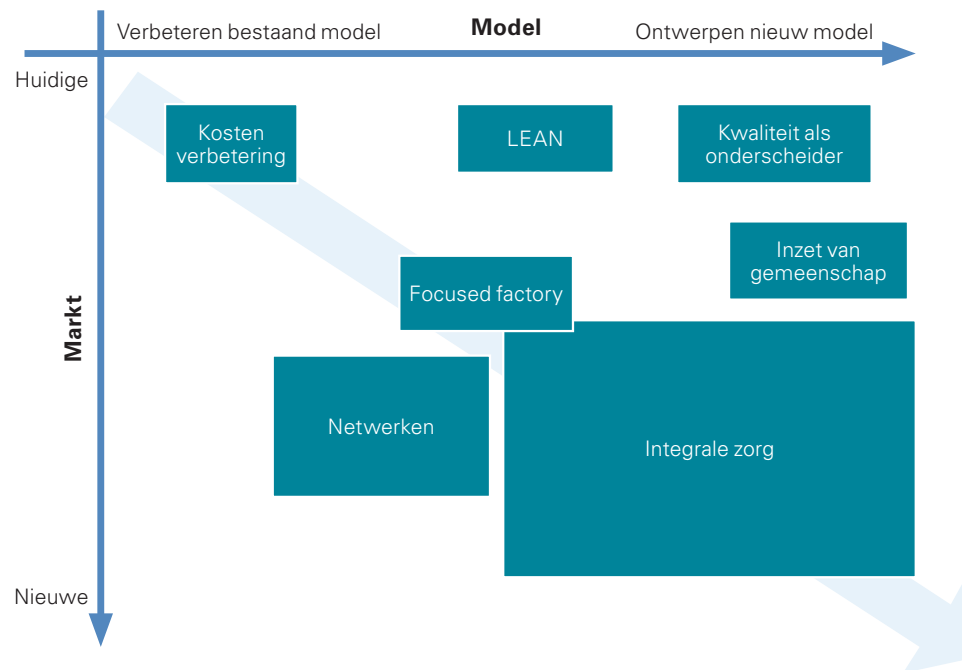 Verbeteren bestaand model
Model
Ontwerpen nieuw model
Huidige
Kosten
verbetering
LEAN
Kwaliteit als
onderscheider
Inzet van
gemeenschap
Focused factory
Markt
Netwerken
Integrale zorg
Nieuwe